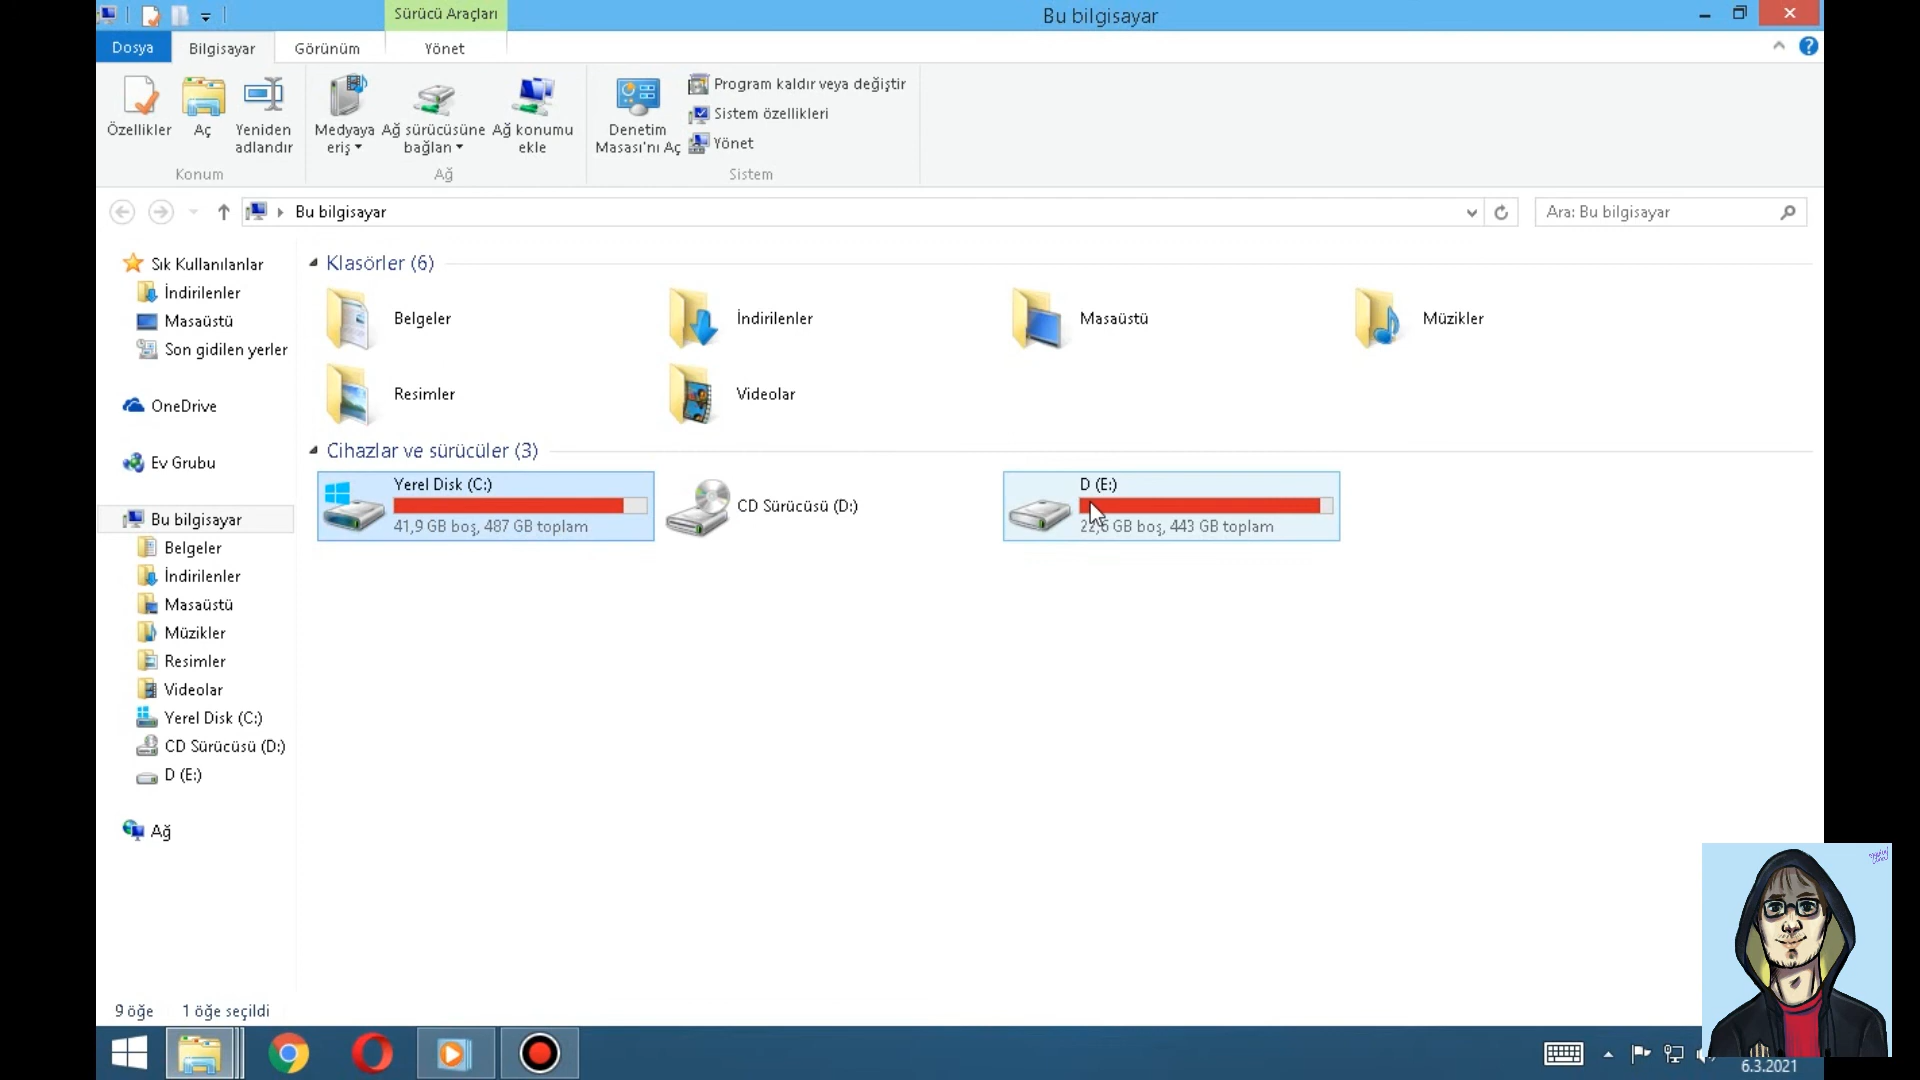 Sürücü Araçları
Bu bilgisayar
Dosya
Bilgisayar
Görünüm
Yönet
Özellikler
Aç
Yeniden
adlandır
Medyaya
eriş
Ağ sürücüsüne
bağlan
Ağ konumu
ekle
Denetim
Masası'nı Aç
Program kaldır veya değiştir
Sistem özellikleri
Yönet
Konum
Ağ
Sistem
Bu bilgisayar
Ara: Bu bilgisayar
Sık Kullanılanlar
İndirilenler
Masaüstü
Son gidilen yerler
OneDrive
Ev Grubu
Bu bilgisayar
Belgeler
İndirilenler
Masaüstü
Müzikler
Resimler
Videolar
Yerel Disk (C:)
CD Sürücüsü (D:)
D (E:)
Ağ
Klasörler (6)
Belgeler
İndirilenler
Masaüstü
Müzikler
Resimler
Videolar
Cihazlar ve sürücüler (3)
Yerel Disk (C:)
41,9 GB boş, 487 GB toplam
CD Sürücüsü (D:)
D (E:)
22,6 GB boş, 443 GB toplam
9 öğe
1 öğe seçildi
6.3.2021